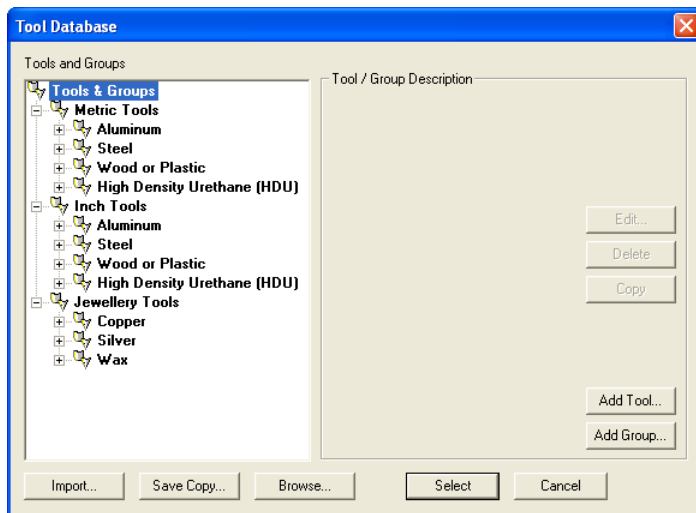 Tool Database
Tools and Groups
Tools & Groups
Metric Tools
Aluminum
Steel
Wood or Plastic
High Density Urethane (HDU)
Inch Tools
Aluminum
Steel
Wood or Plastic
High Density Urethane (HDU)
Jewellery Tools
Copper
Silver
Wax
Tool / Group Description
Edit...
Delete
Copy
Add Tool...
Add Group...
Import... Save Copy... Browse... Select Cancel